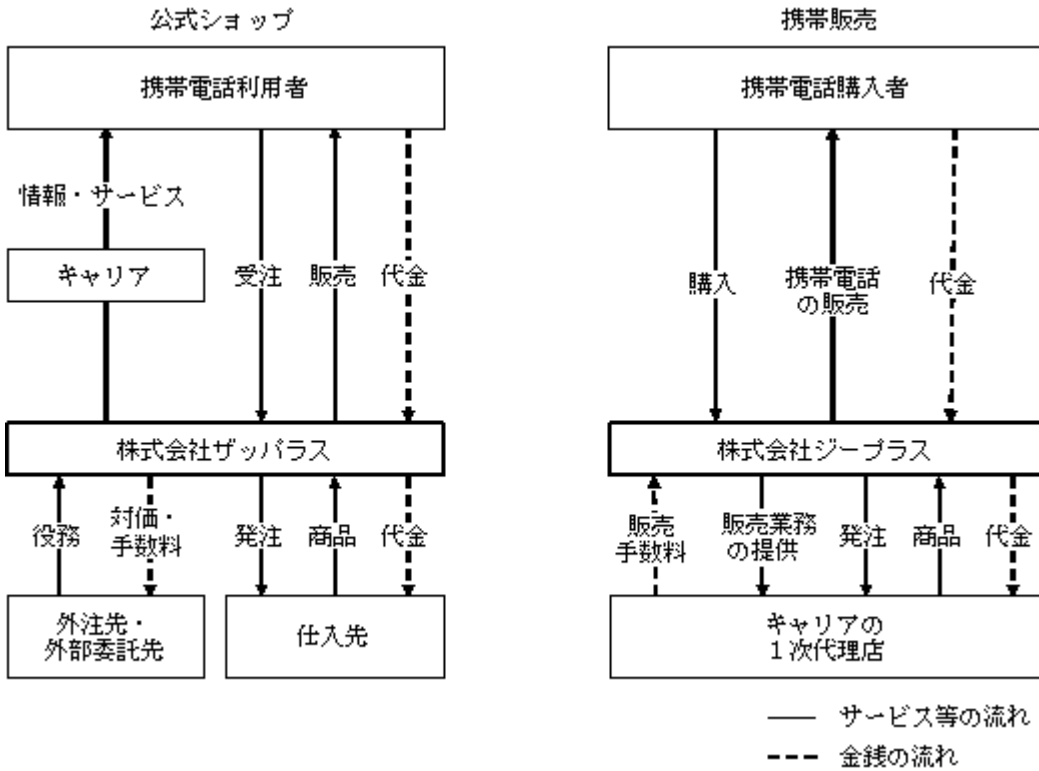 公式ショップ
携帯電話利用者
情報・サービス
キャリア
受注
販売
代金
株式会社ザッパラス
役務
対価・
手数料
発注
商品
代金
外注先・
外部委託先
仕入先
携帯販売
携帯電話購入者
購入
携帯電話
の販売
代金
株式会社ジープラス
販売
手数料
販売業務
の提供
発注
商品
代金
キャリアの
1次代理店
サービス等の流れ
金銭の流れ